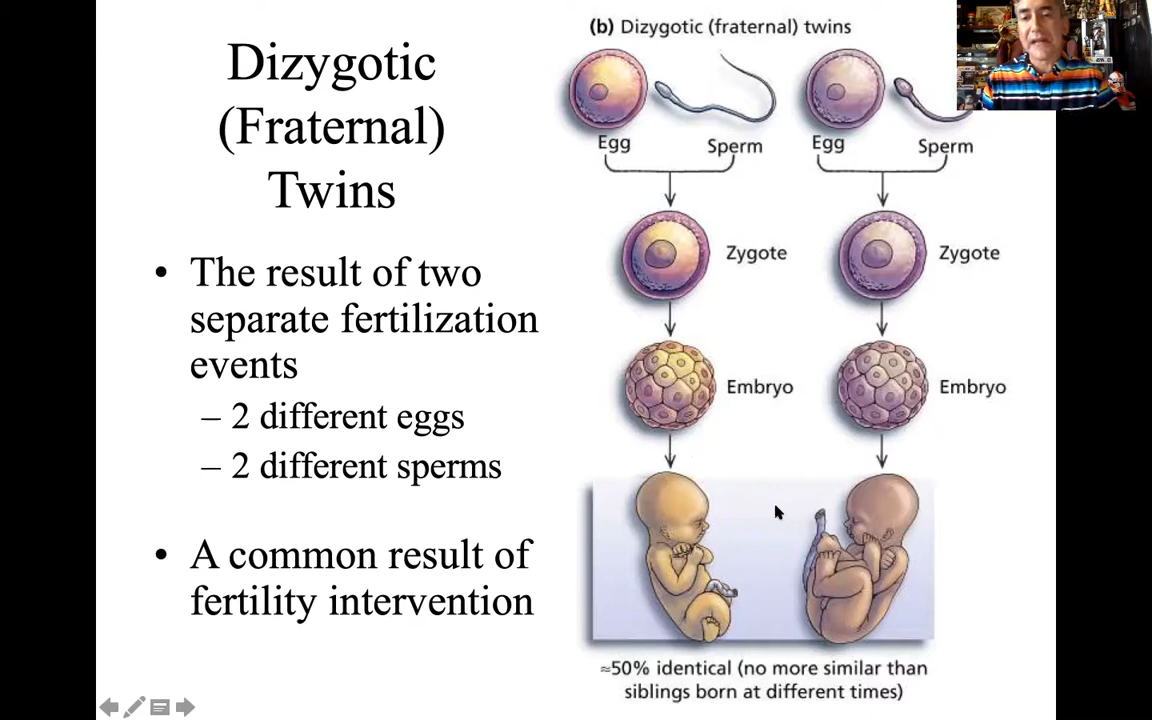 Dizygotic
(Fraternal)
Twins
• The result of two
separate fertilization
events
– 2 different eggs
– 2 different sperms
• A common result of
fertility intervention
(b) Dizygotic (fraternal) twins
Egg Sperm Egg Sperm
Zygote Zygote
Embryo Embryo
≈50% identical (no more similar than
siblings born at different times)